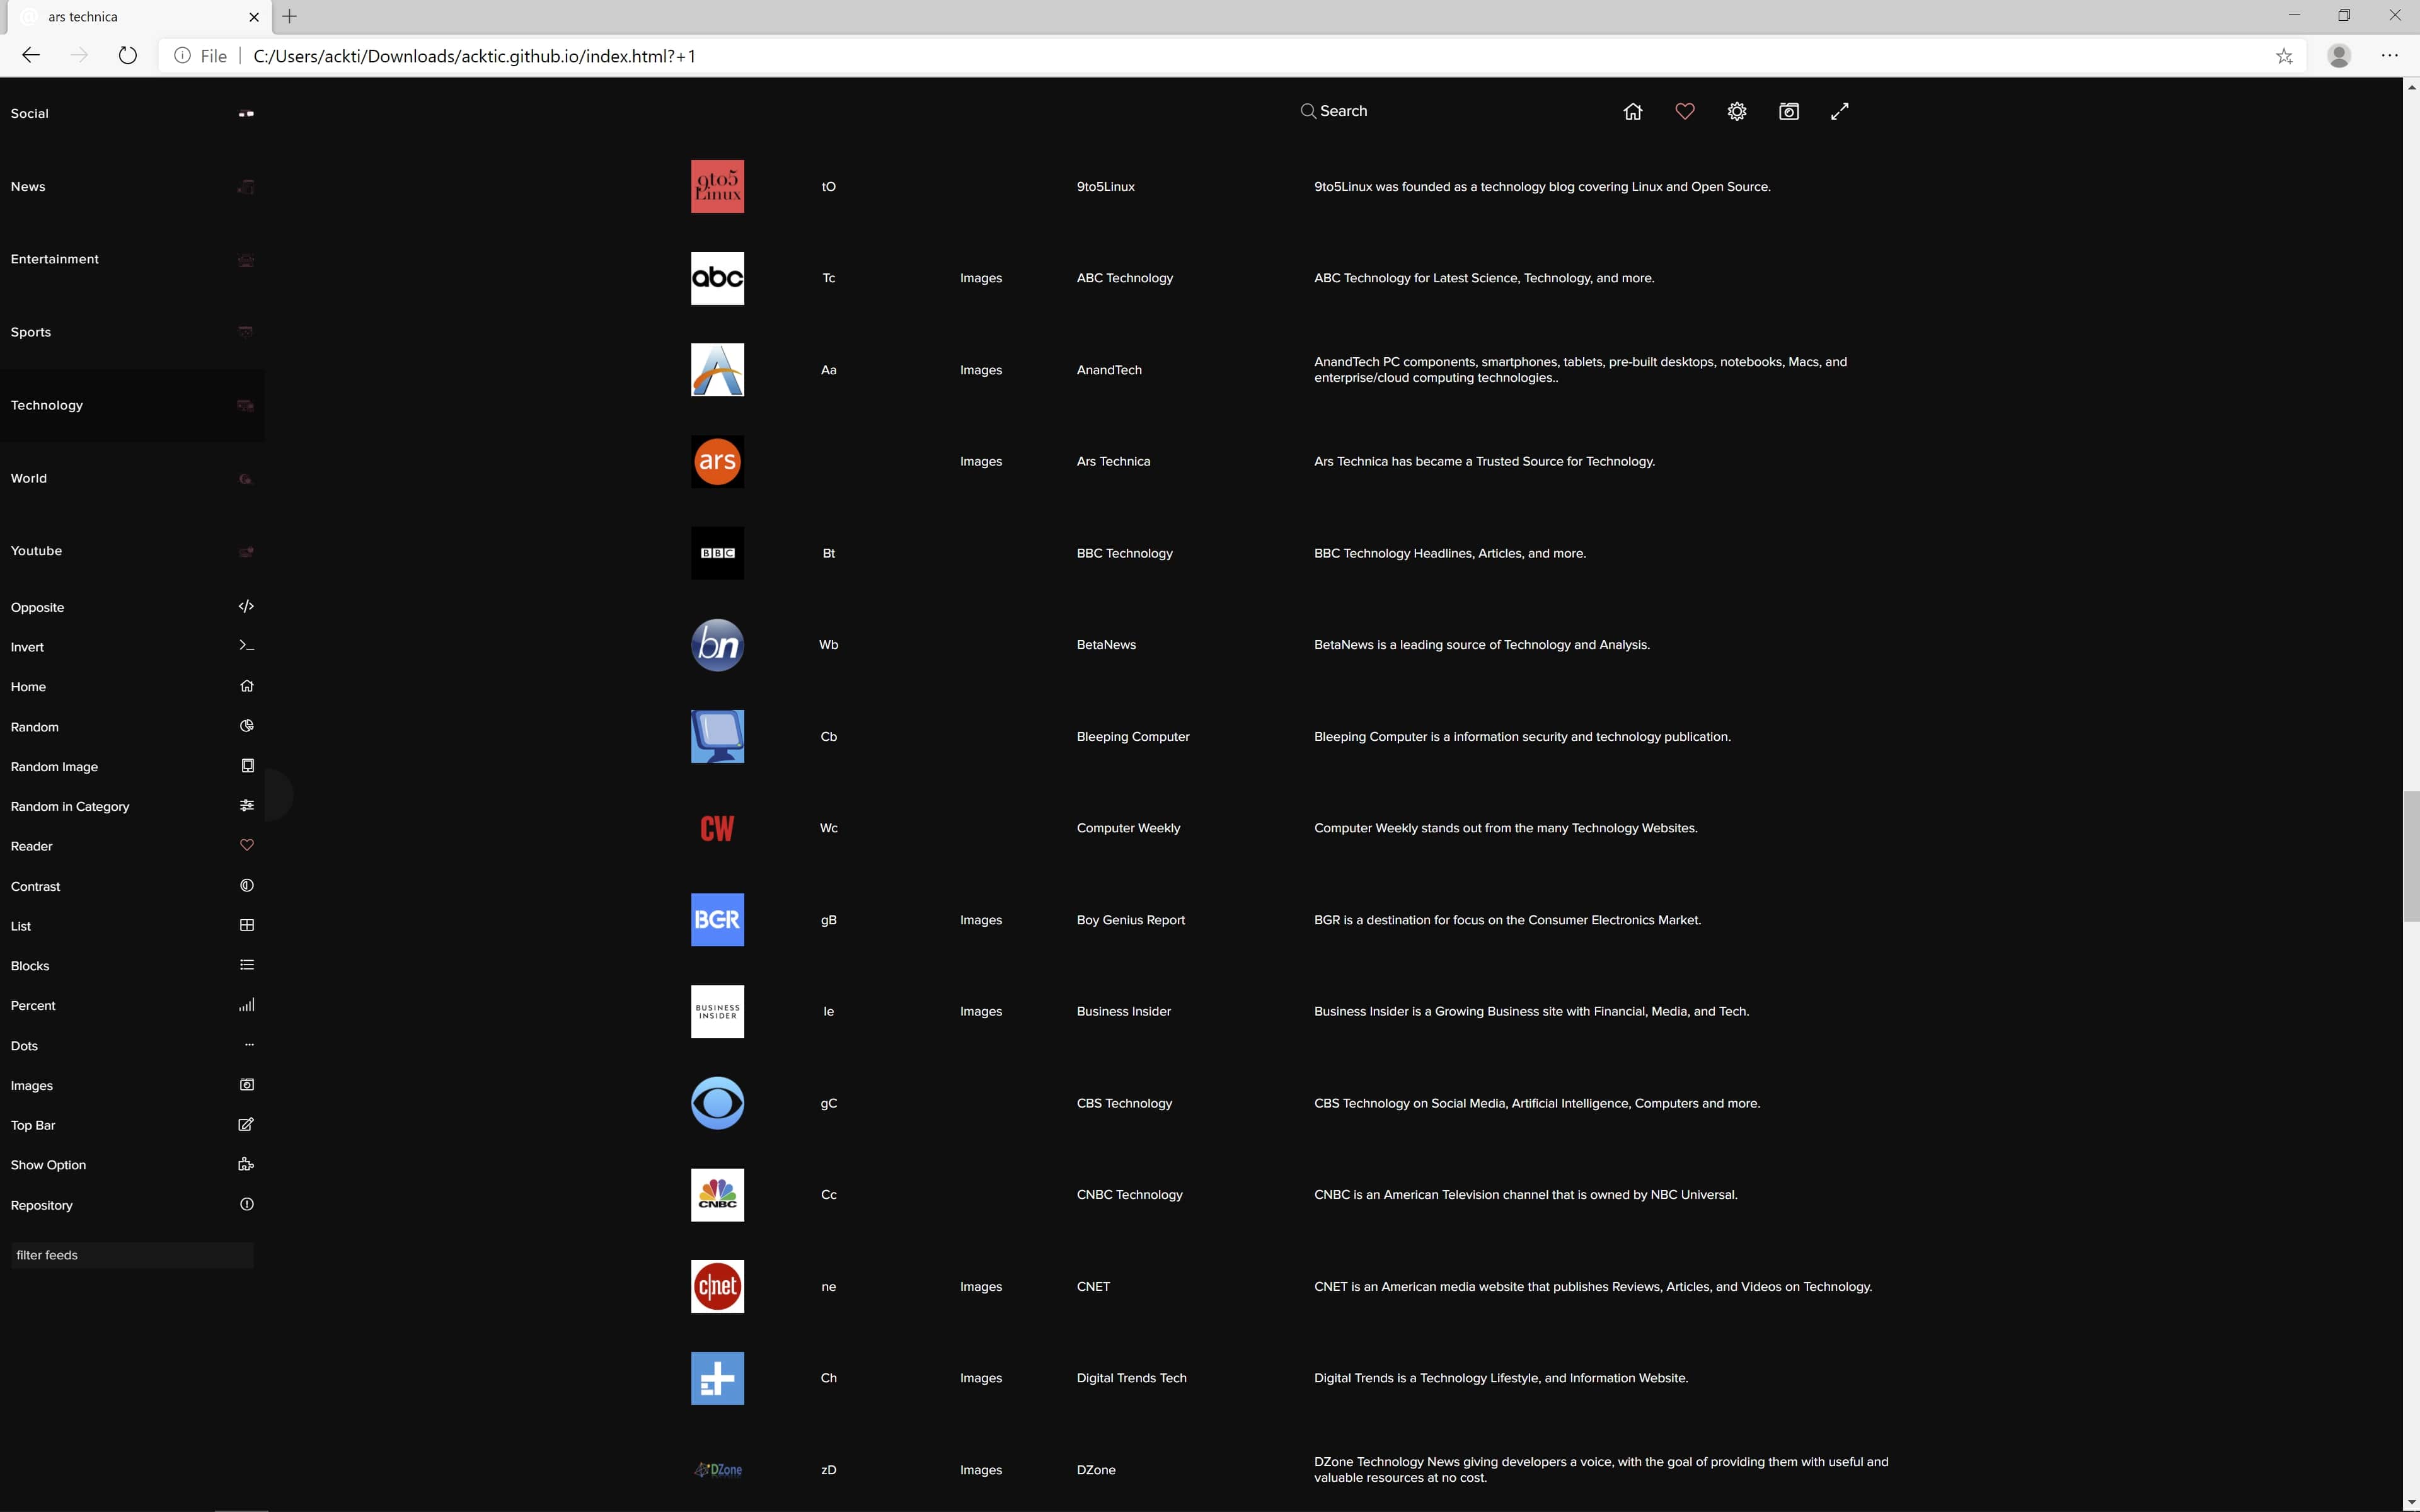 ars technica
File | C:/Users/ackti/Downloads/acktic.github.io/index.html?+1
Search
Social
News
Entertainment
Sports
Technology
World
Youtube
Opposite
Invert
Home
Random
Random Image
Random in Category
Reader
Contrast
List
Blocks
Percent
Dots
Images
Top Bar
Show Option
Repository
filter feeds
9to5 Linux tO 9to5Linux 9to5Linux was founded as a technology blog covering Linux and Open Source.
abc Tc Images ABC Technology ABC Technology for Latest Science, Technology, and more.
Aa Images AnandTech AnandTech PC components, smartphones, tablets, pre-built desktops, notebooks, Macs, and
enterprise/cloud computing technologies..
ars Images Ars Technica Ars Technica has became a Trusted Source for Technology.
BBC Bt BBC Technology BBC Technology Headlines, Articles, and more.
bn Wb BetaNews BetaNews is a leading source of Technology and Analysis.
Cb Bleeping Computer Bleeping Computer is a information security and technology publication.
CW Wc Computer Weekly Computer Weekly stands out from the many Technology Websites.
BGR gB Images Boy Genius Report BGR is a destination for focus on the Consumer Electronics Market.
BUSINESS INSIDER Ie Images Business Insider Business Insider is a Growing Business site with Financial, Media, and Tech.
gC CBS Technology CBS Technology on Social Media, Artificial Intelligence, Computers and more.
CNBC Cc CNBC Technology CNBC is an American Television channel that is owned by NBC Universal.
c|net ne Images CNET CNET is an American media website that publishes Reviews, Articles, and Videos on Technology.
Ch Images Digital Trends Tech Digital Trends is a Technology Lifestyle, and Information Website.
DZone zD Images DZone DZone Technology News giving developers a voice, with the goal of providing them with useful and
valuable resources at no cost.